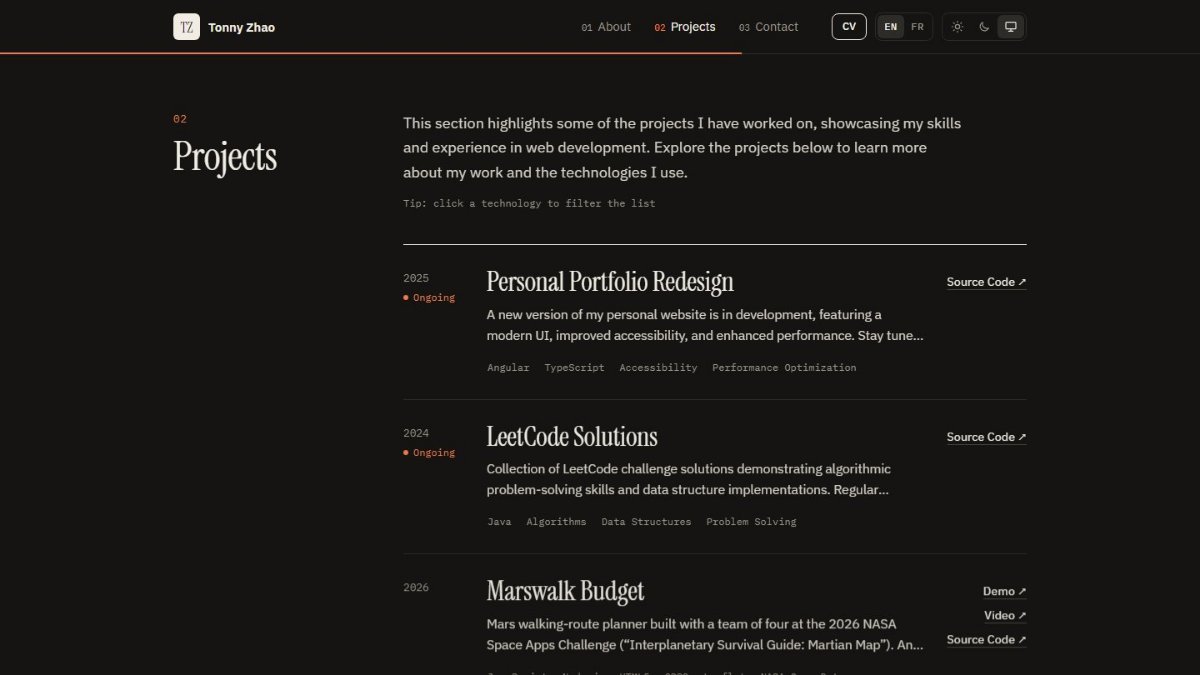 TZ Tonny Zhao 01 About 02 Projects 03 Contact CV EN FR
02
Projects
This section highlights some of the projects I have worked on, showcasing my skills
and experience in web development. Explore the projects below to learn more
about my work and the technologies I use.
Tip: click a technology to filter the list
2025
● Ongoing
Personal Portfolio Redesign
Source Code ↗
A new version of my personal website is in development, featuring a
modern UI, improved accessibility, and enhanced performance. Stay tune...
Angular TypeScript Accessibility Performance Optimization
2024
● Ongoing
LeetCode Solutions
Source Code ↗
Collection of LeetCode challenge solutions demonstrating algorithmic
problem-solving skills and data structure implementations. Regular...
Java Algorithms Data Structures Problem Solving
2026
Marswalk Budget
Demo ↗
Video ↗
Source Code ↗
Mars walking-route planner built with a team of four at the 2026 NASA
Space Apps Challenge (“Interplanetary Survival Guide: Martian Map”). An...